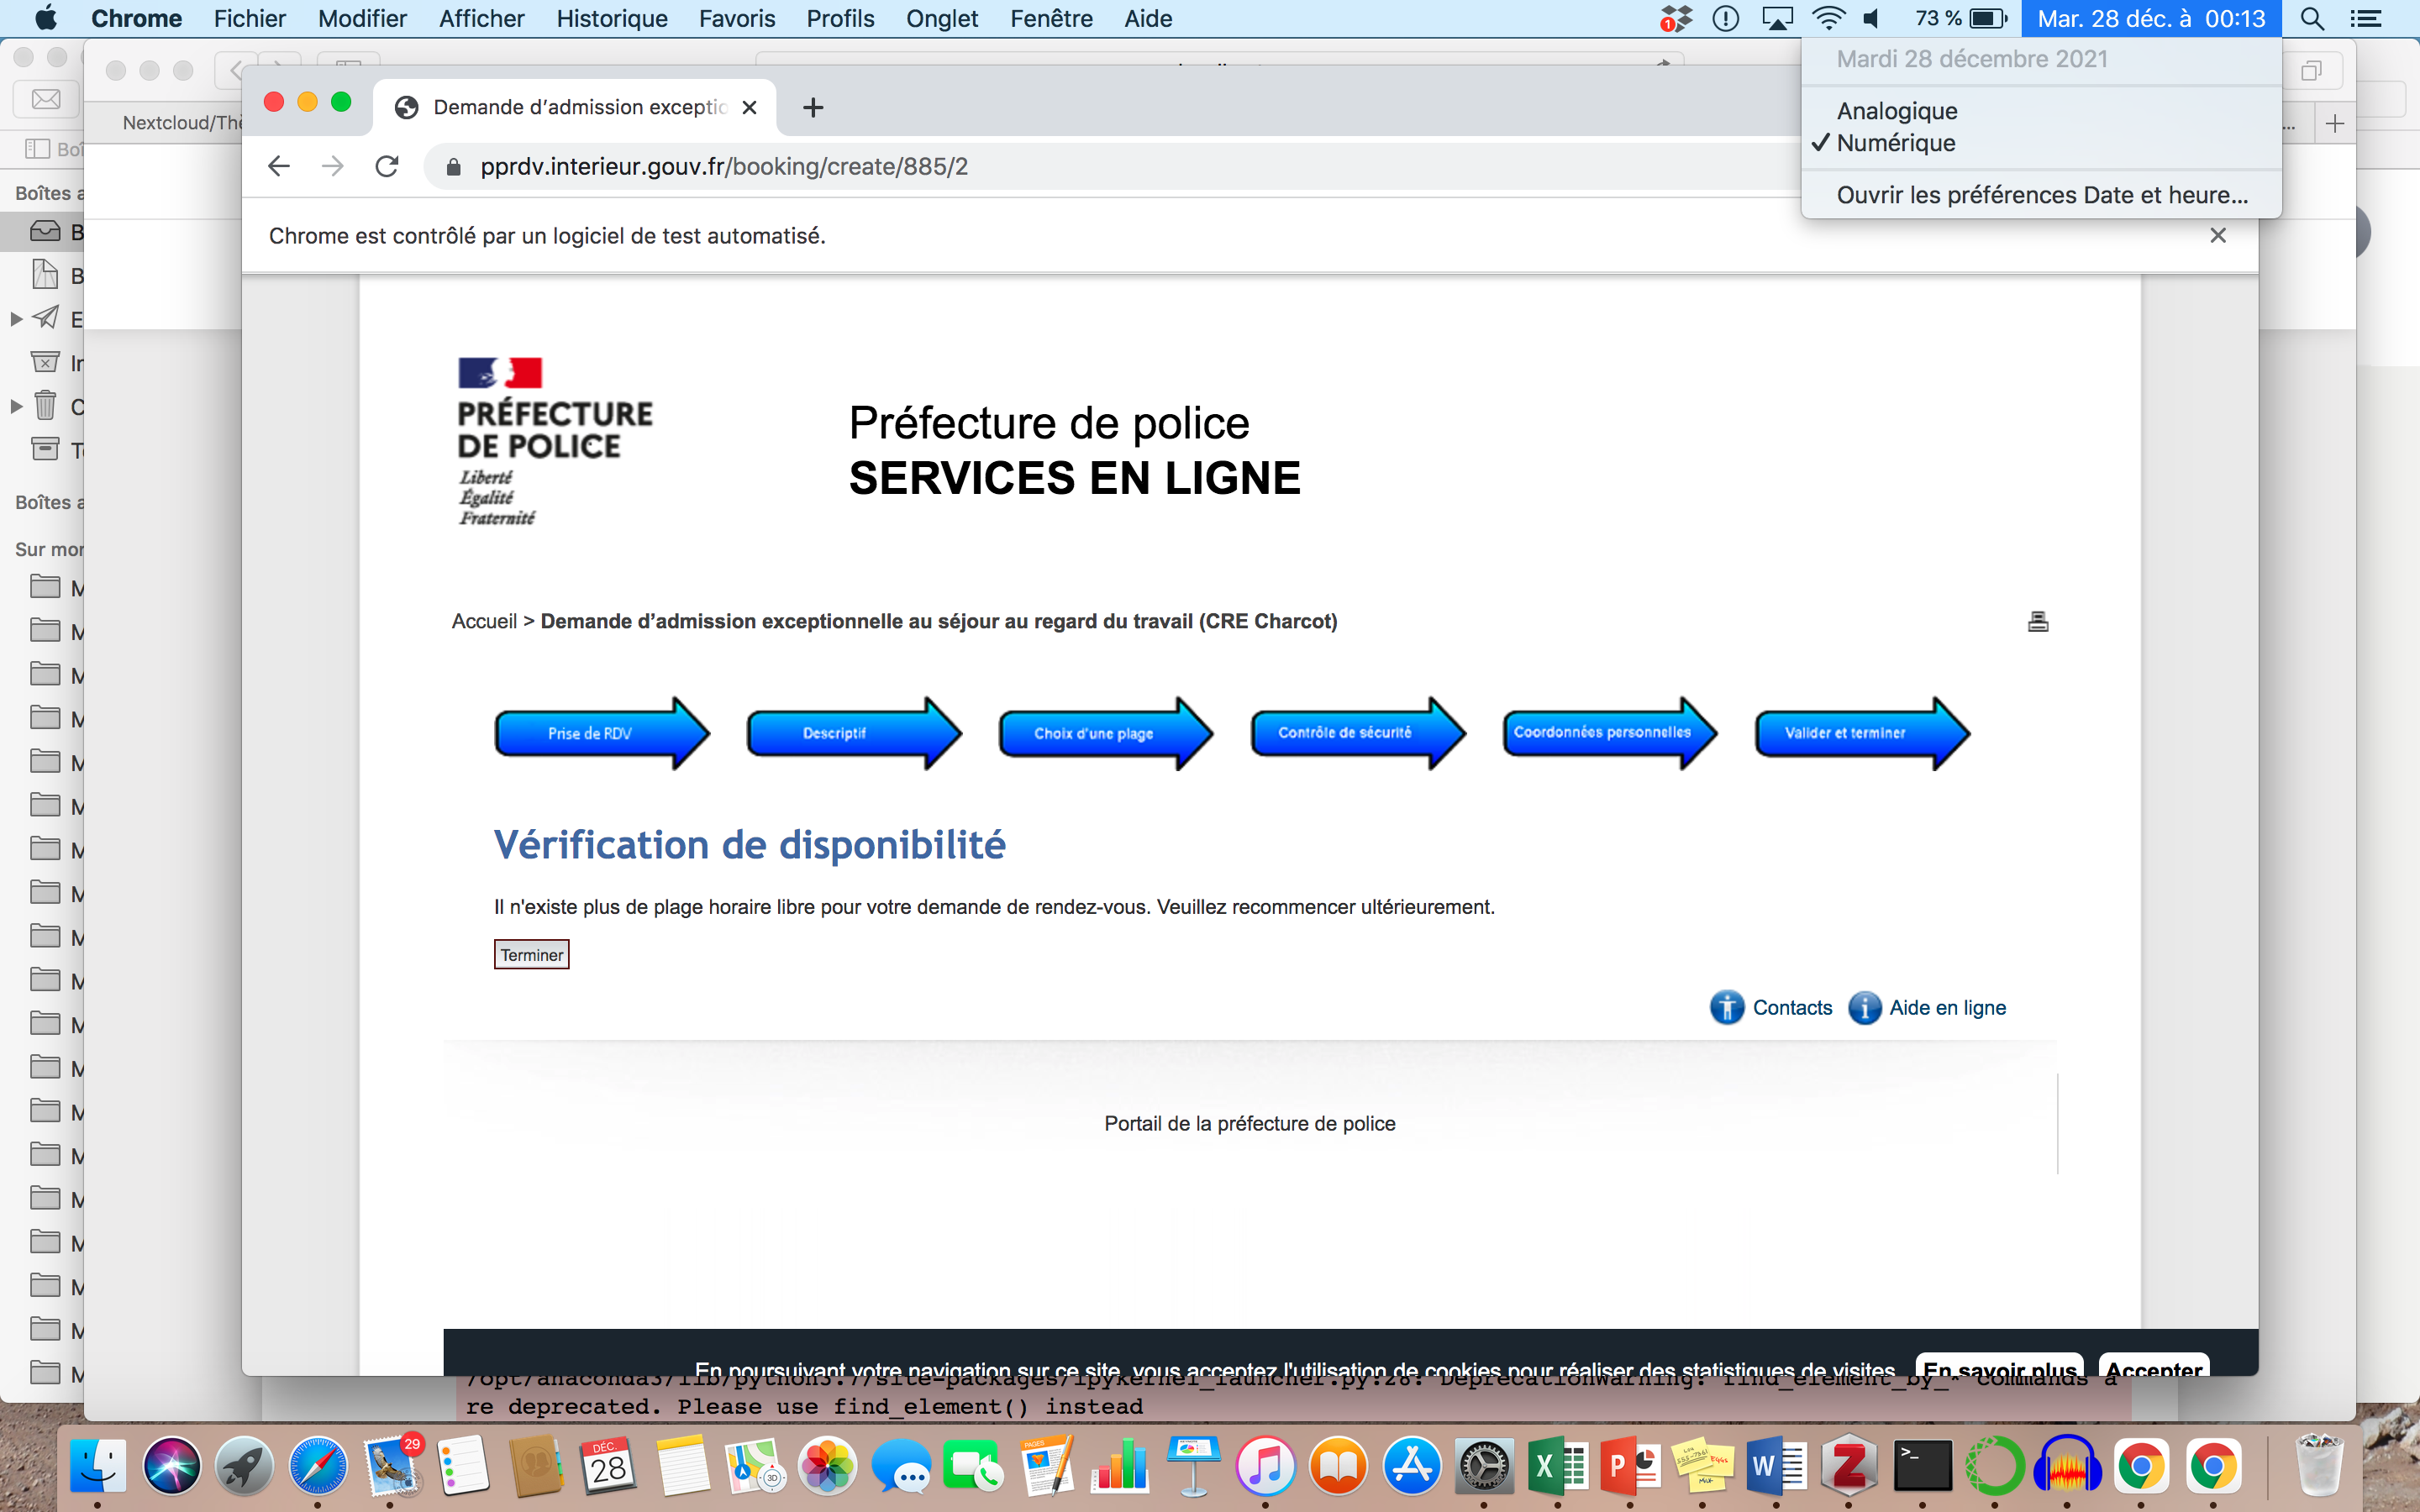 Chrome Fichier Modifier Afficher Historique Favoris Profils Onglet Fenêtre Aide 1 73 % Mar. 28 déc. à 00:13
Mardi 28 décembre 2021
Analogique
✓ Numérique
Ouvrir les préférences Date et heure...
Demande d'admission exceptio
pprdv.interieur.gouv.fr/booking/create/885/2
Chrome est contrôlé par un logiciel de test automatisé.
PRÉFECTURE
DE POLICE
Liberté
Égalité
Fraternité
Préfecture de police
SERVICES EN LIGNE
Accueil > Demande d'admission exceptionnelle au séjour au regard du travail (CRE Charcot)
Prise de RDV Descriptif Choix d'une plage Contrôle de sécurité Coordonnées personnelles Valider et terminer
Vérification de disponibilité
Il n'existe plus de plage horaire libre pour votre demande de rendez-vous. Veuillez recommencer ultérieurement.
Terminer
Contacts Aide en ligne
Portail de la préfecture de police
En poursuivant votre navigation sur ce site, vous acceptez l'utilisation de cookies pour réaliser des statistiques de visites. En savoir plus Accepter
/opt/anaconda3/lib/python3.7/site-packages/ipykernel_launcher.py:28: DeprecationWarning: find_element_by_* commands a
re deprecated. Please use find_element() instead
Nextcloud/Th
Boîtes
Boîtes
Sur mon
29
DÉC.
28
PAGES
3D